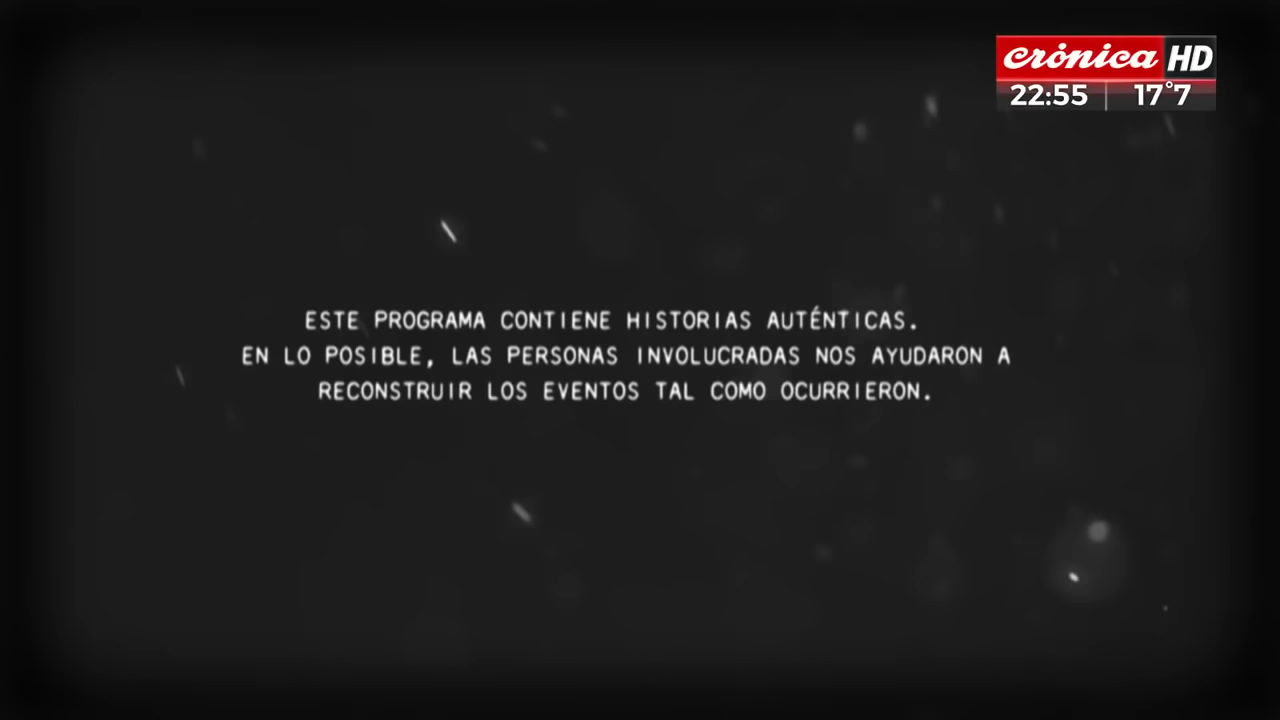 crónica HD
22:55 17°7
ESTE PROGRAMA CONTIENE HISTORIAS AUTÉNTICAS.
EN LO POSIBLE, LAS PERSONAS INVOLUCRADAS NOS AYUDARON A
RECONSTRUIR LOS EVENTOS TAL COMO OCURRIERON.